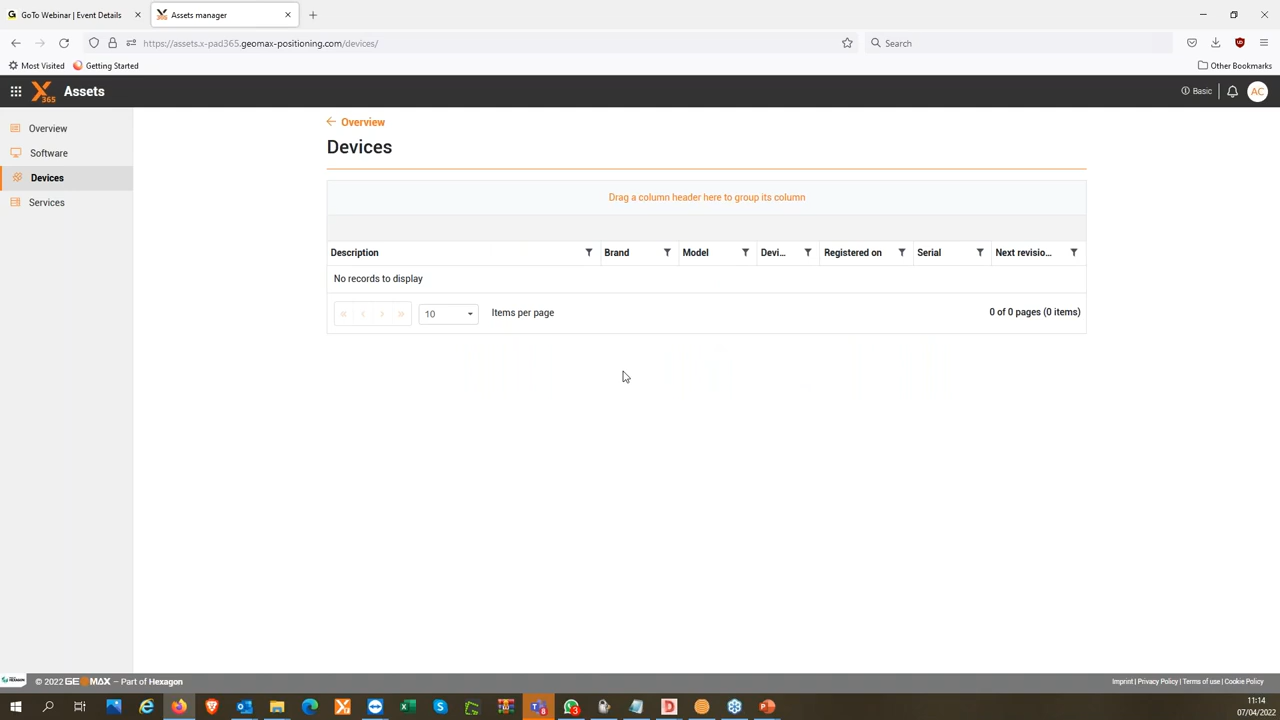 GoTo Webinar | Event Details
Assets manager
https://assets.x-pad365.geomax-positioning.com/devices/
Search
Most Visited
Getting Started
Other Bookmarks
X 365
Assets
Basic
AC
Overview
Software
Devices
Services
Overview
Devices
Drag a column header here to group its column
Description Brand Model Devi... Registered on Serial Next revisio...
No records to display
10 Items per page 0 of 0 pages (0 items)
© 2022 GEOMAX – Part of Hexagon
Imprint | Privacy Policy | Terms of use | Cookie Policy
11:14
07/04/2022